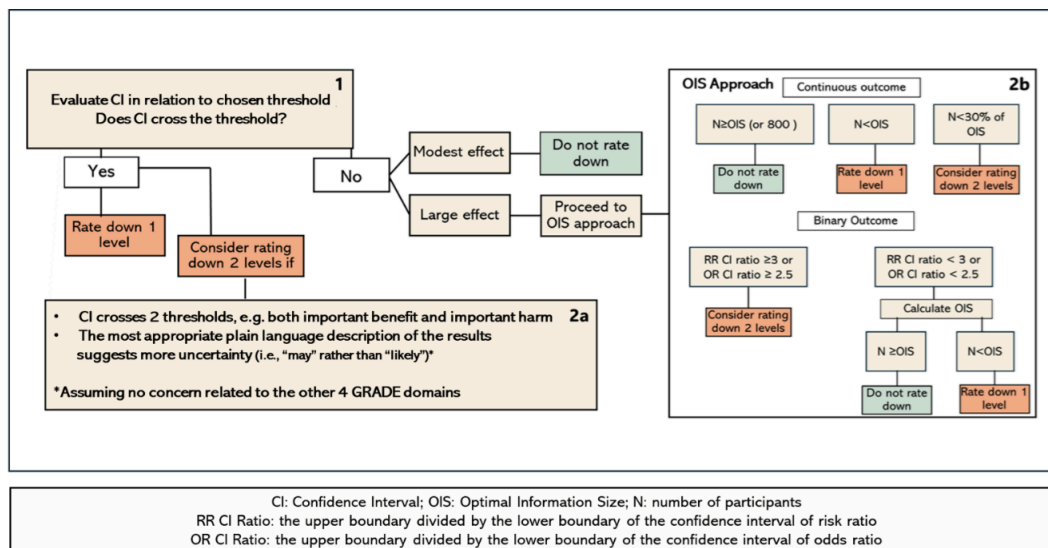 1
Evaluate CI in relation to chosen threshold
Does CI cross the threshold?
Yes
No
Rate down 1
level
Consider rating
down 2 levels if
• CI crosses 2 thresholds, e.g. both important benefit and important harm
2a
• The most appropriate plain language description of the results
suggests more uncertainty (i.e., “may” rather than “likely”)*
*Assuming no concern related to the other 4 GRADE domains
Modest effect
Do not rate
down
Large effect
Proceed to
OIS approach
OIS Approach
2b
Continuous outcome
N≥OIS (or 800 )
N<OIS
N<30% of
OIS
Do not rate
down
Rate down 1
level
Consider rating
down 2 levels
Binary Outcome
RR CI ratio ≥3 or
OR CI ratio ≥ 2.5
RR CI ratio < 3 or
OR CI ratio < 2.5
Consider rating
down 2 levels
Calculate OIS
N ≥OIS
N<OIS
Do not rate
down
Rate down 1
level
CI: Confidence Interval; OIS: Optimal Information Size; N: number of participants
RR CI Ratio: the upper boundary divided by the lower boundary of the confidence interval of risk ratio
OR CI Ratio: the upper boundary divided by the lower boundary of the confidence interval of odds ratio